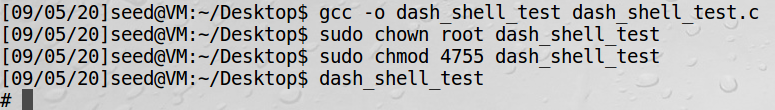 [09/05/20]seed@VM:~/Desktop$ gcc -o dash_shell_test dash_shell_test.c
[09/05/20]seed@VM:~/Desktop$ sudo chown root dash_shell_test
[09/05/20]seed@VM:~/Desktop$ sudo chmod 4755 dash_shell_test
[09/05/20]seed@VM:~/Desktop$ dash_shell_test
#